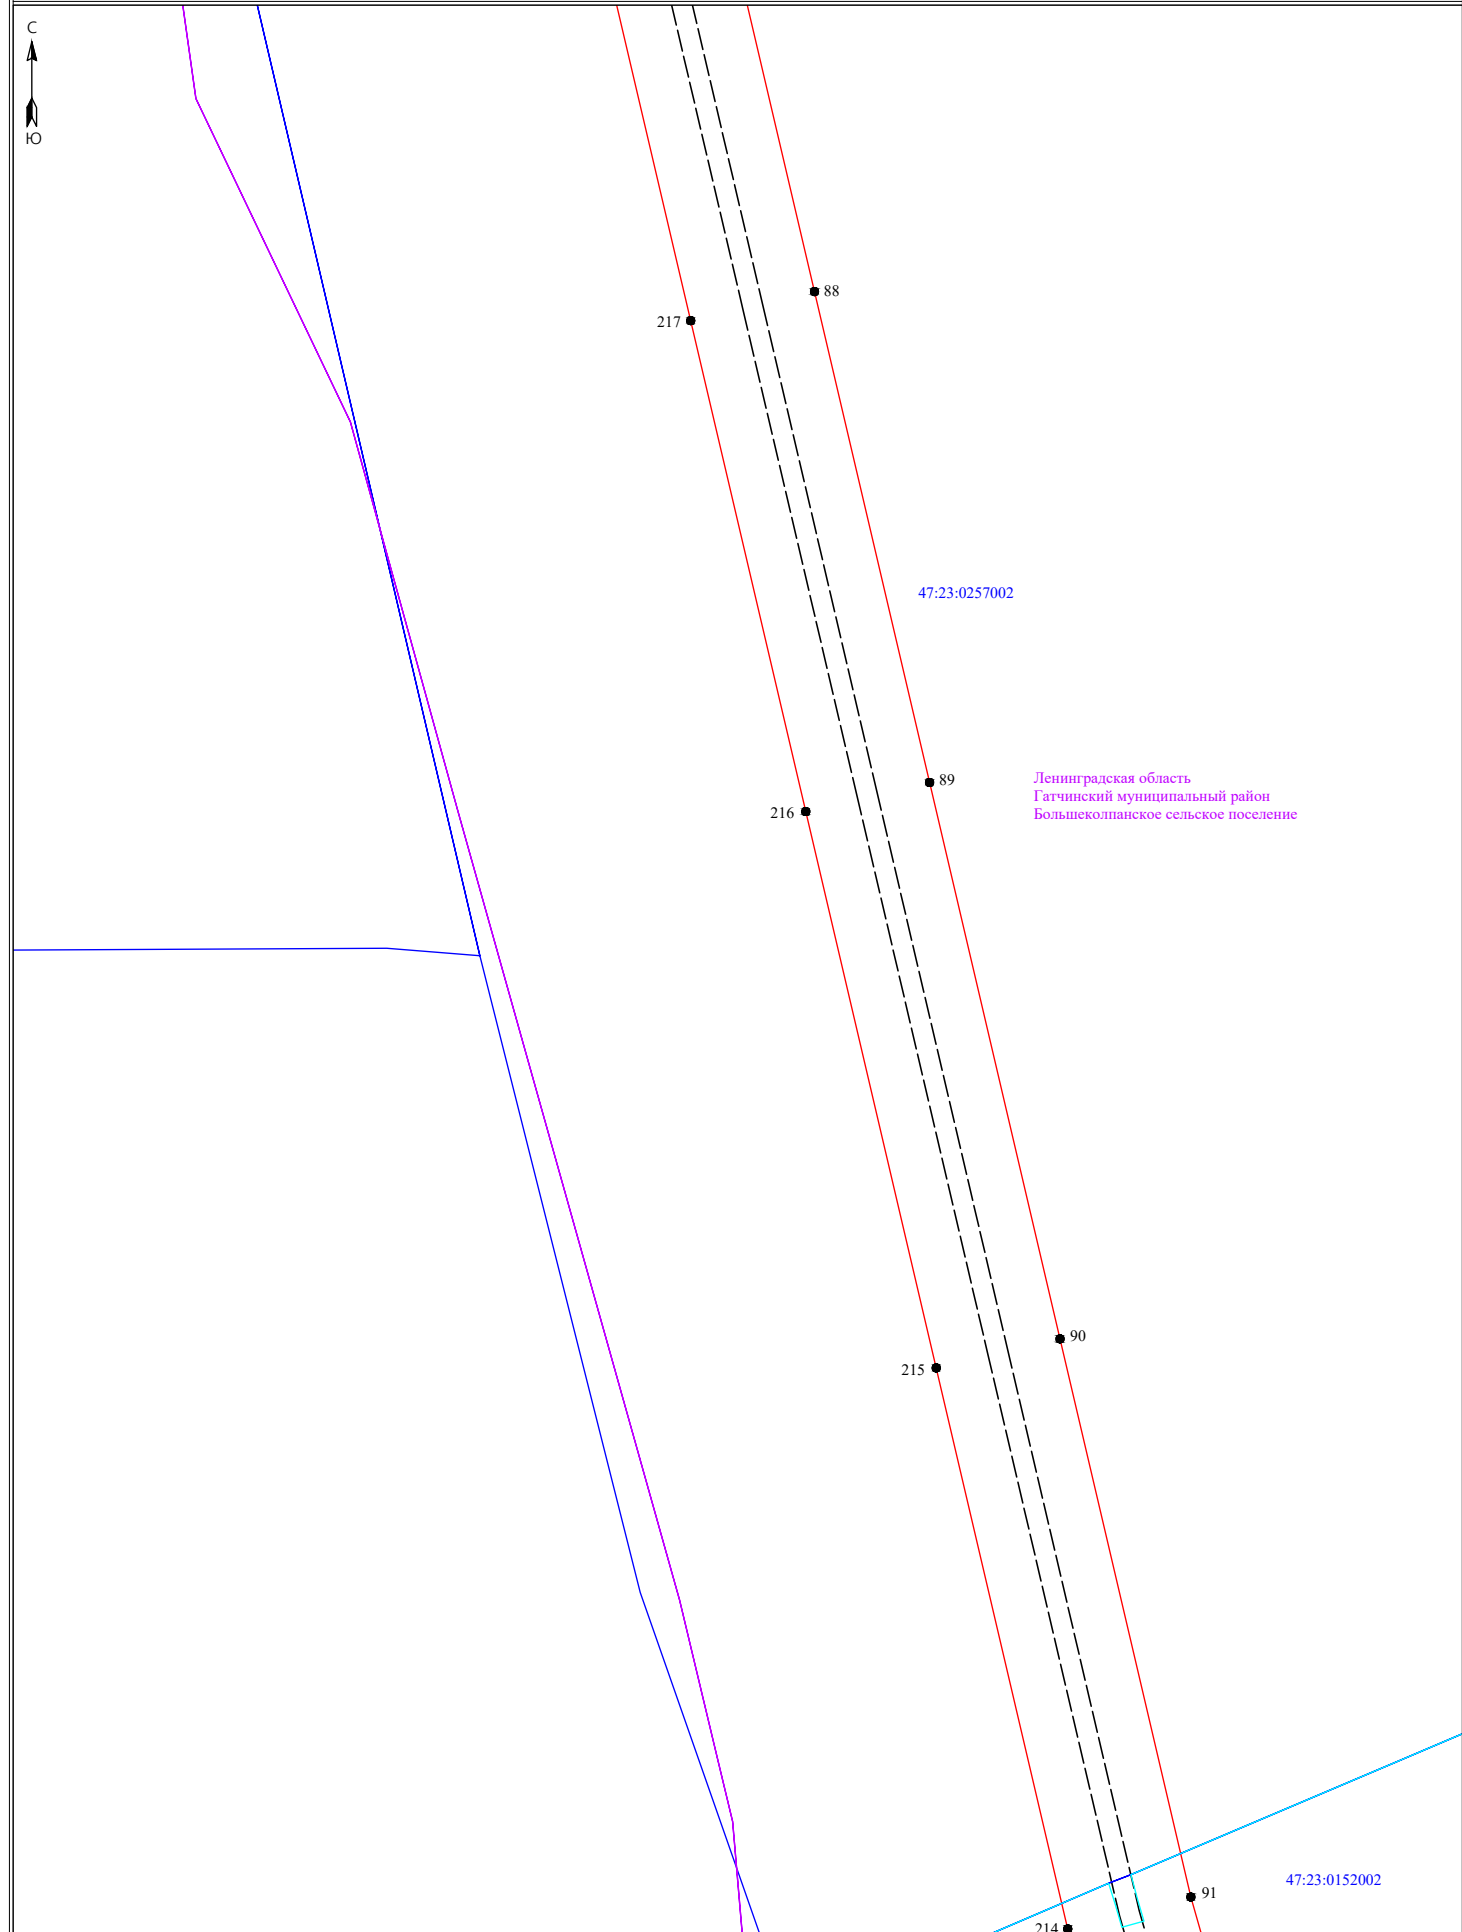 С
Ю
88
217
47:23:0257002
89
Ленинградская область
Гатчинский муниципальный район
Большеколпанское сельское поселение
216
90
215
47:23:0152002
91
214